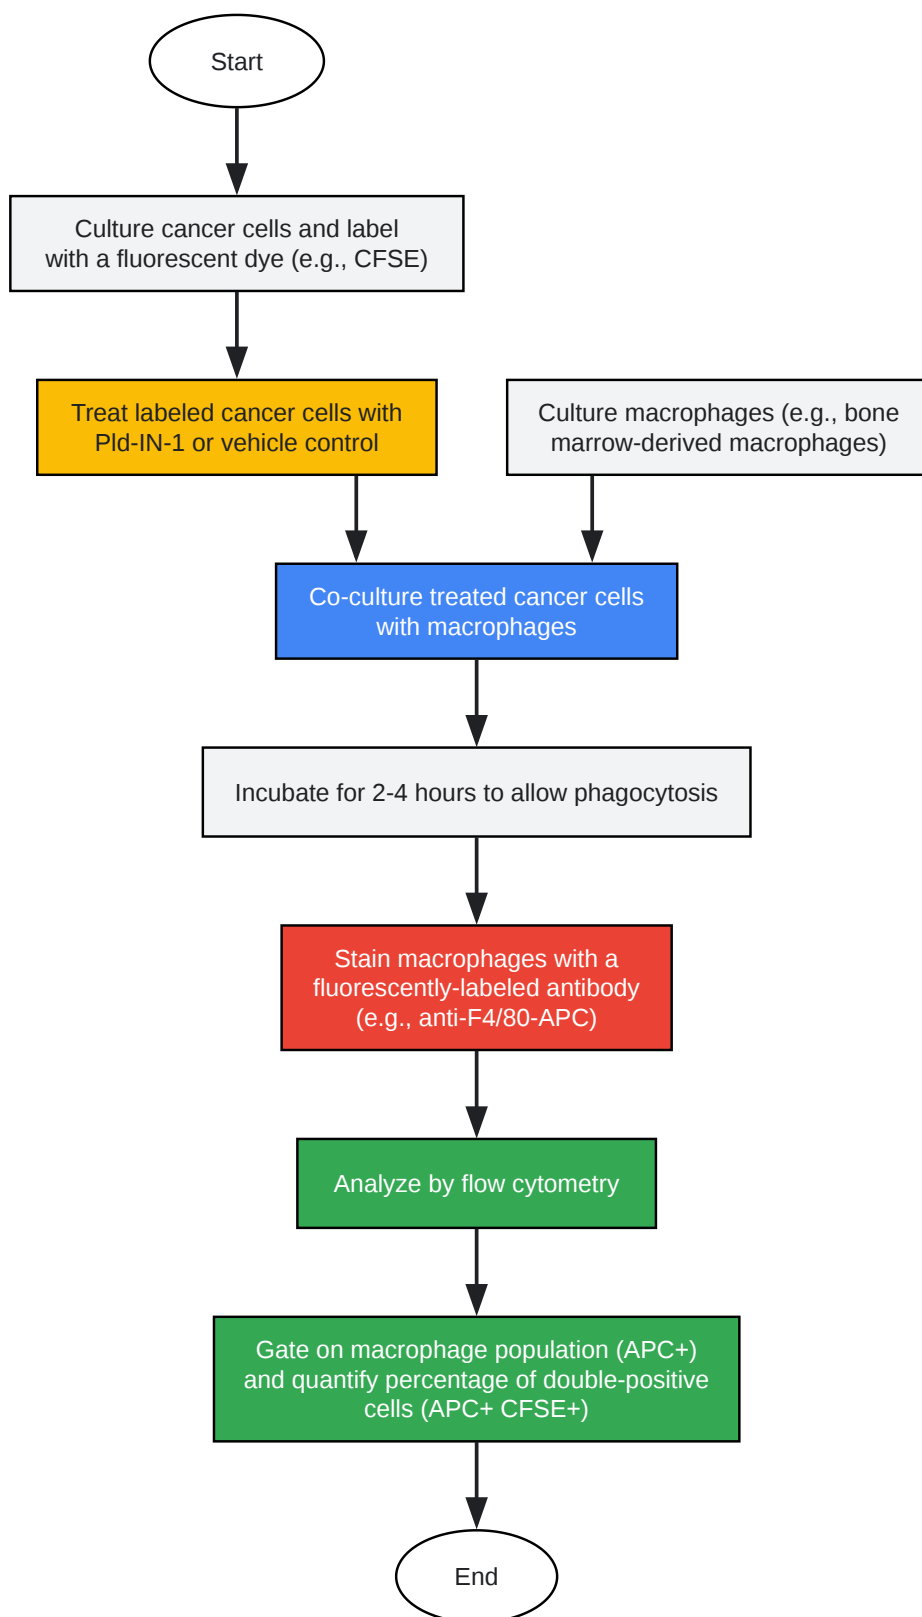 Start
Culture cancer cells and label
with a fluorescent dye (e.g., CFSE)
Treat labeled cancer cells with
Pld-IN-1 or vehicle control
Culture macrophages (e.g., bone
marrow-derived macrophages)
Co-culture treated cancer cells
with macrophages
Incubate for 2-4 hours to allow phagocytosis
Stain macrophages with a
fluorescently-labeled antibody
(e.g., anti-F4/80-APC)
Analyze by flow cytometry
Gate on macrophage population (APC+)
and quantify percentage of double-positive
cells (APC+ CFSE+)
End